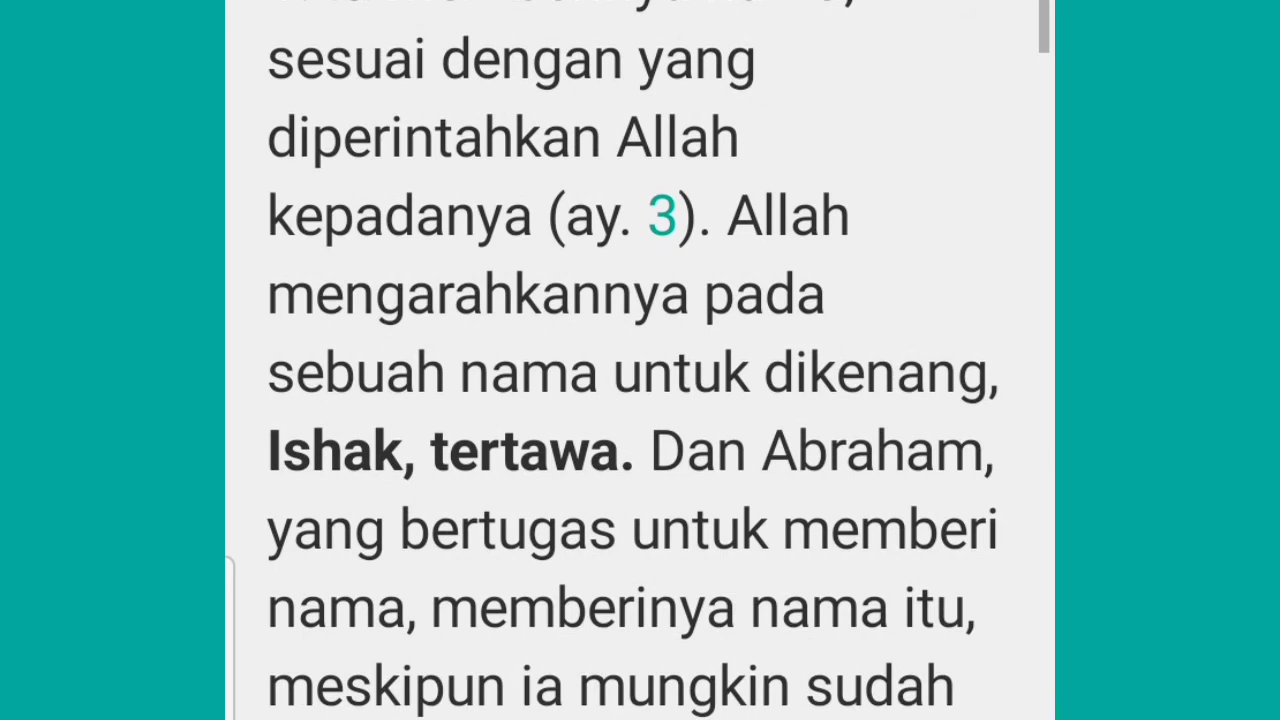 sesuai dengan yang
diperintahkan Allah
kepadanya (ay. 3). Allah
mengarahkannya pada
sebuah nama untuk dikenang,
Ishak, tertawa. Dan Abraham,
yang bertugas untuk memberi
nama, memberinya nama itu,
meskipun ia mungkin sudah